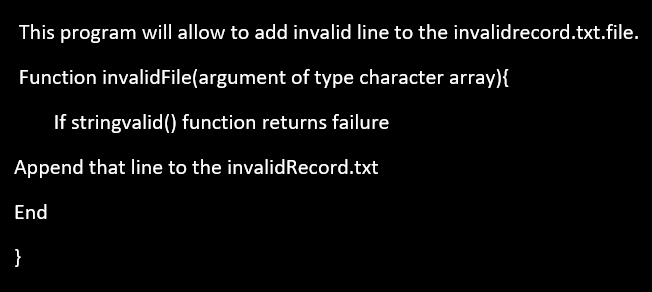 This program will allow to add invalid line to the invalidrecord.txt.file.
Function invalidFile(argument of type character array){
If stringvalid() function returns failure
Append that line to the invalidRecord.txt
End
}